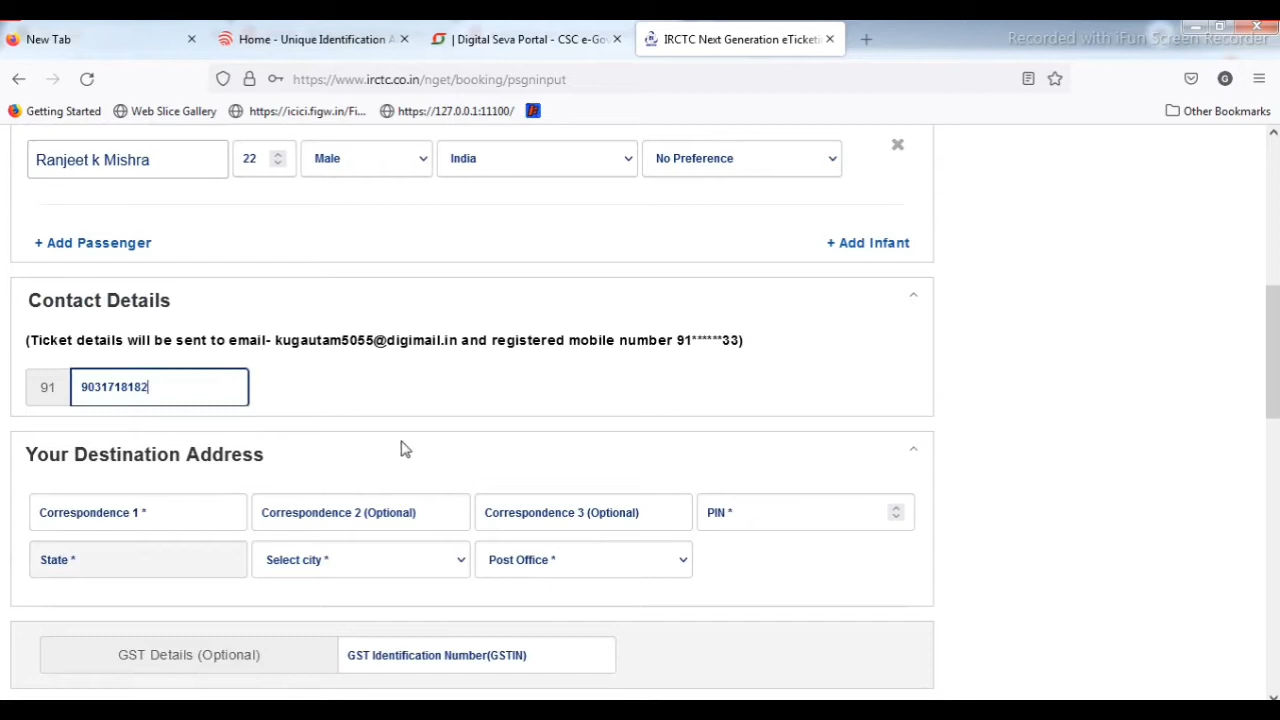 New Tab
Home - Unique Identification A
| Digital Seva Portal - CSC e-Gov
IRCTC Next Generation eTicketi
Recorded with iFun Screen Recorder
https://www.irctc.co.in/nget/booking/psgninput
Getting Started
Web Slice Gallery
https://icici.figw.in/Fi...
https://127.0.0.1:11100/
Other Bookmarks
Ranjeet k Mishra
22
Male
India
No Preference
+ Add Passenger
+ Add Infant
Contact Details
(Ticket details will be sent to email- kugautam5055@digimail.in and registered mobile number 91******33)
91
9031718182
Your Destination Address
Correspondence 1 *
Correspondence 2 (Optional)
Correspondence 3 (Optional)
PIN *
State *
Select city *
Post Office *
GST Details (Optional)
GST Identification Number(GSTIN)